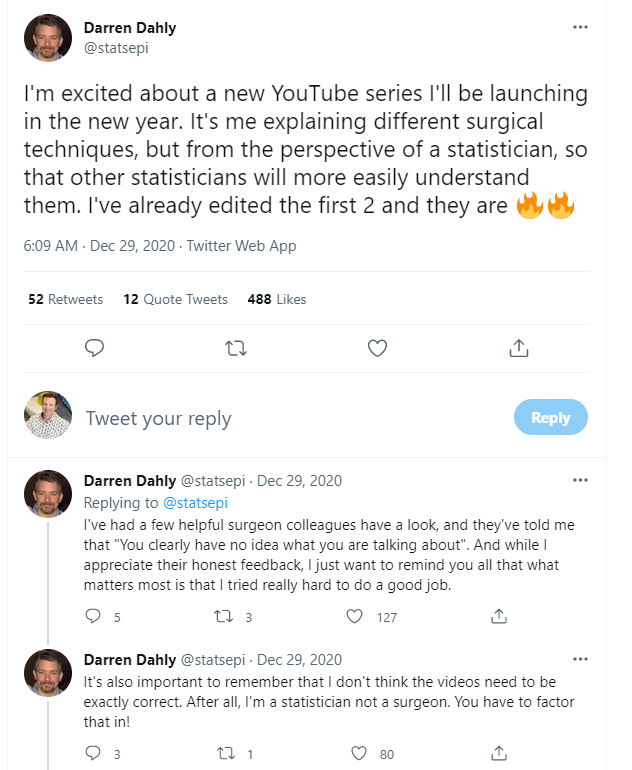 Darren Dahly
@statsepi
I'm excited about a new YouTube series I'll be launching
in the new year. It's me explaining different surgical
techniques, but from the perspective of a statistician, so
that other statisticians will more easily understand
them. I've already edited the first 2 and they are 🔥🔥
6:09 AM · Dec 29, 2020 · Twitter Web App
52 Retweets 12 Quote Tweets 488 Likes
Tweet your reply
Reply
Darren Dahly @statsepi · Dec 29, 2020
Replying to @statsepi
I've had a few helpful surgeon colleagues have a look, and they've told me
that "You clearly have no idea what you are talking about". And while I
appreciate their honest feedback, I just want to remind you all that what
matters most is that I tried really hard to do a good job.
5 3 127
Darren Dahly @statsepi · Dec 29, 2020
It's also important to remember that I don't think the videos need to be
exactly correct. After all, I'm a statistician not a surgeon. You have to factor
that in!
3 1 80